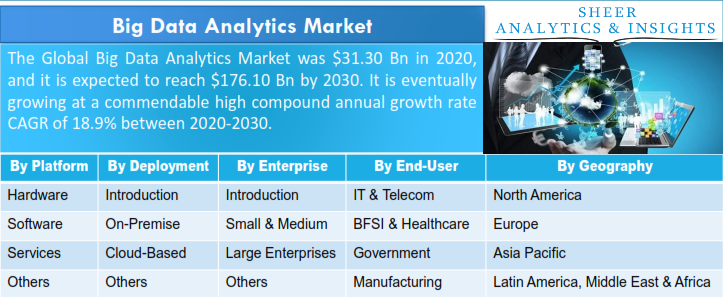 Big Data Analytics Market
SHEER
ANALYTICS & INSIGHTS
The Global Big Data Analytics Market was $31.30 Bn in 2020,
and it is expected to reach $176.10 Bn by 2030. It is eventually
growing at a commendable high compound annual growth rate
CAGR of 18.9% between 2020-2030.
By Platform By Deployment By Enterprise By End-User By Geography
Hardware Introduction Introduction IT & Telecom North America
Software On-Premise Small & Medium BFSI & Healthcare Europe
Services Cloud-Based Large Enterprises Government Asia Pacific
Others Others Others Manufacturing Latin America, Middle East & Africa